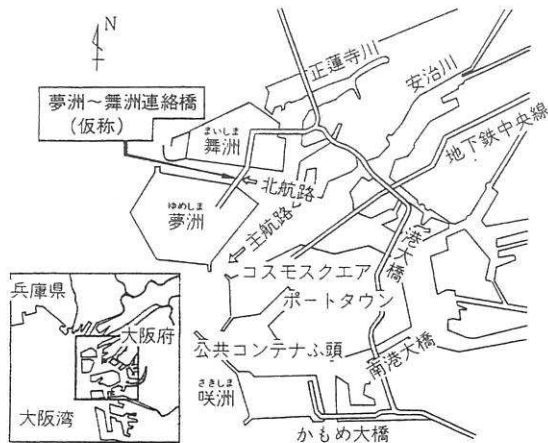 N
正蓮寺川
安治川
夢洲～舞洲連絡橋
(仮称)
地下鉄中央線
まいしま
舞洲
北航路
ゆめしま
夢洲
主航路
港大橋
コスモスクエア
ポートタウン
兵庫県
大阪府
公共コンテナふ頭
南港大橋
さきしま
咲洲
大阪湾
かもめ大橋